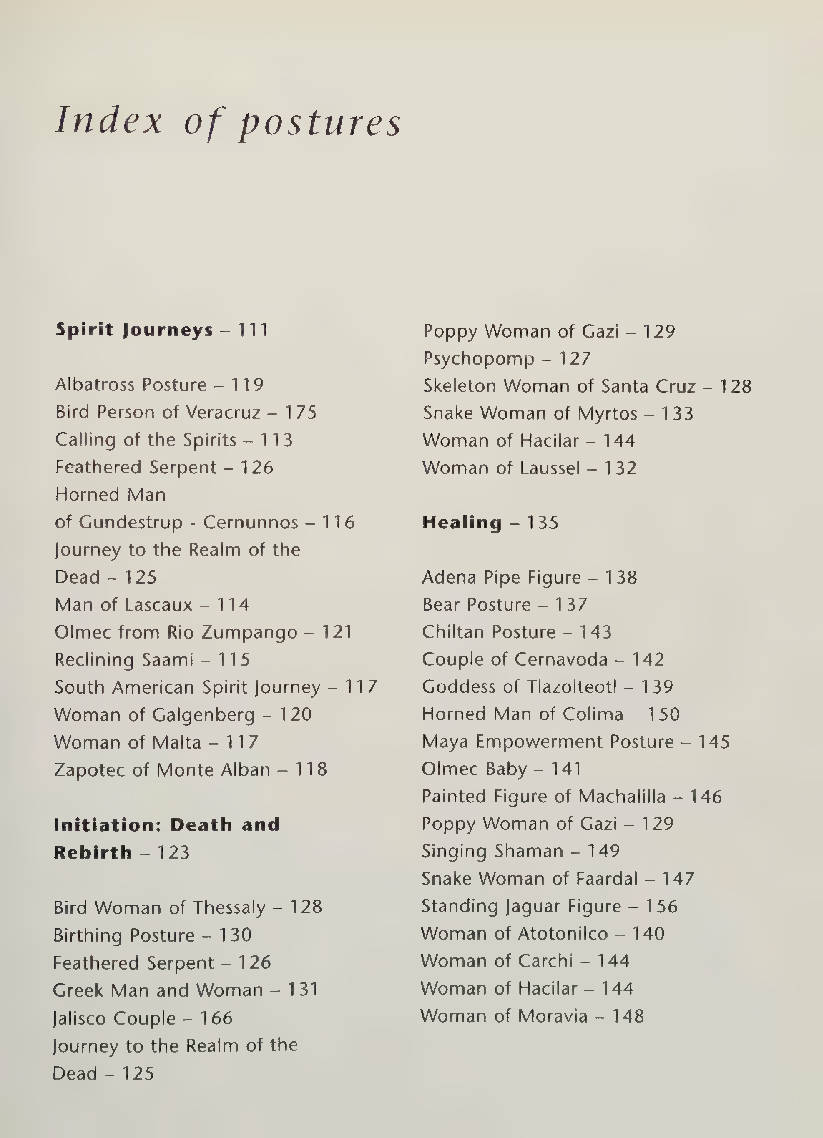 Index of postures
Spirit Journeys – 111
Albatross Posture – 119
Bird Person of Veracruz – 175
Calling of the Spirits – 113
Feathered Serpent – 126
Horned Man
of Gundestrup - Cernunnos – 116
Journey to the Realm of the
Dead – 125
Man of Lascaux – 114
Olmec from Rio Zumpango – 121
Reclining Saami – 115
South American Spirit Journey – 117
Woman of Galgenberg – 120
Woman of Malta – 117
Zapotec of Monte Alban – 118
Initiation: Death and
Rebirth – 123
Bird Woman of Thessaly – 128
Birthing Posture – 130
Feathered Serpent – 126
Greek Man and Woman – 131
Jalisco Couple – 166
Journey to the Realm of the
Dead – 125
Poppy Woman of Gazi – 129
Psychopomp – 127
Skeleton Woman of Santa Cruz – 128
Snake Woman of Myrtos – 133
Woman of Hacilar – 144
Woman of Laussel – 132
Healing – 135
Adena Pipe Figure – 138
Bear Posture – 137
Chiltan Posture – 143
Couple of Cernavoda – 142
Goddess of Tlazolteotl – 139
Horned Man of Colima 150
Maya Empowerment Posture – 145
Olmec Baby – 141
Painted Figure of Machalilla – 146
Poppy Woman of Gazi – 129
Singing Shaman – 149
Snake Woman of Faardal – 147
Standing Jaguar Figure – 156
Woman of Atotonilco – 140
Woman of Carchi – 144
Woman of Hacilar – 144
Woman of Moravia – 148